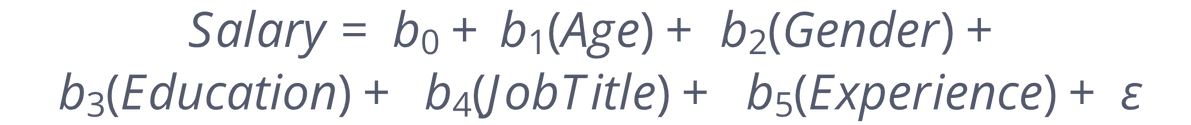 Salary = b₀ + b₁(Age) + b₂(Gender) +
b₃(Education) + b₄(JobTitle) + b₅(Experience) + ε